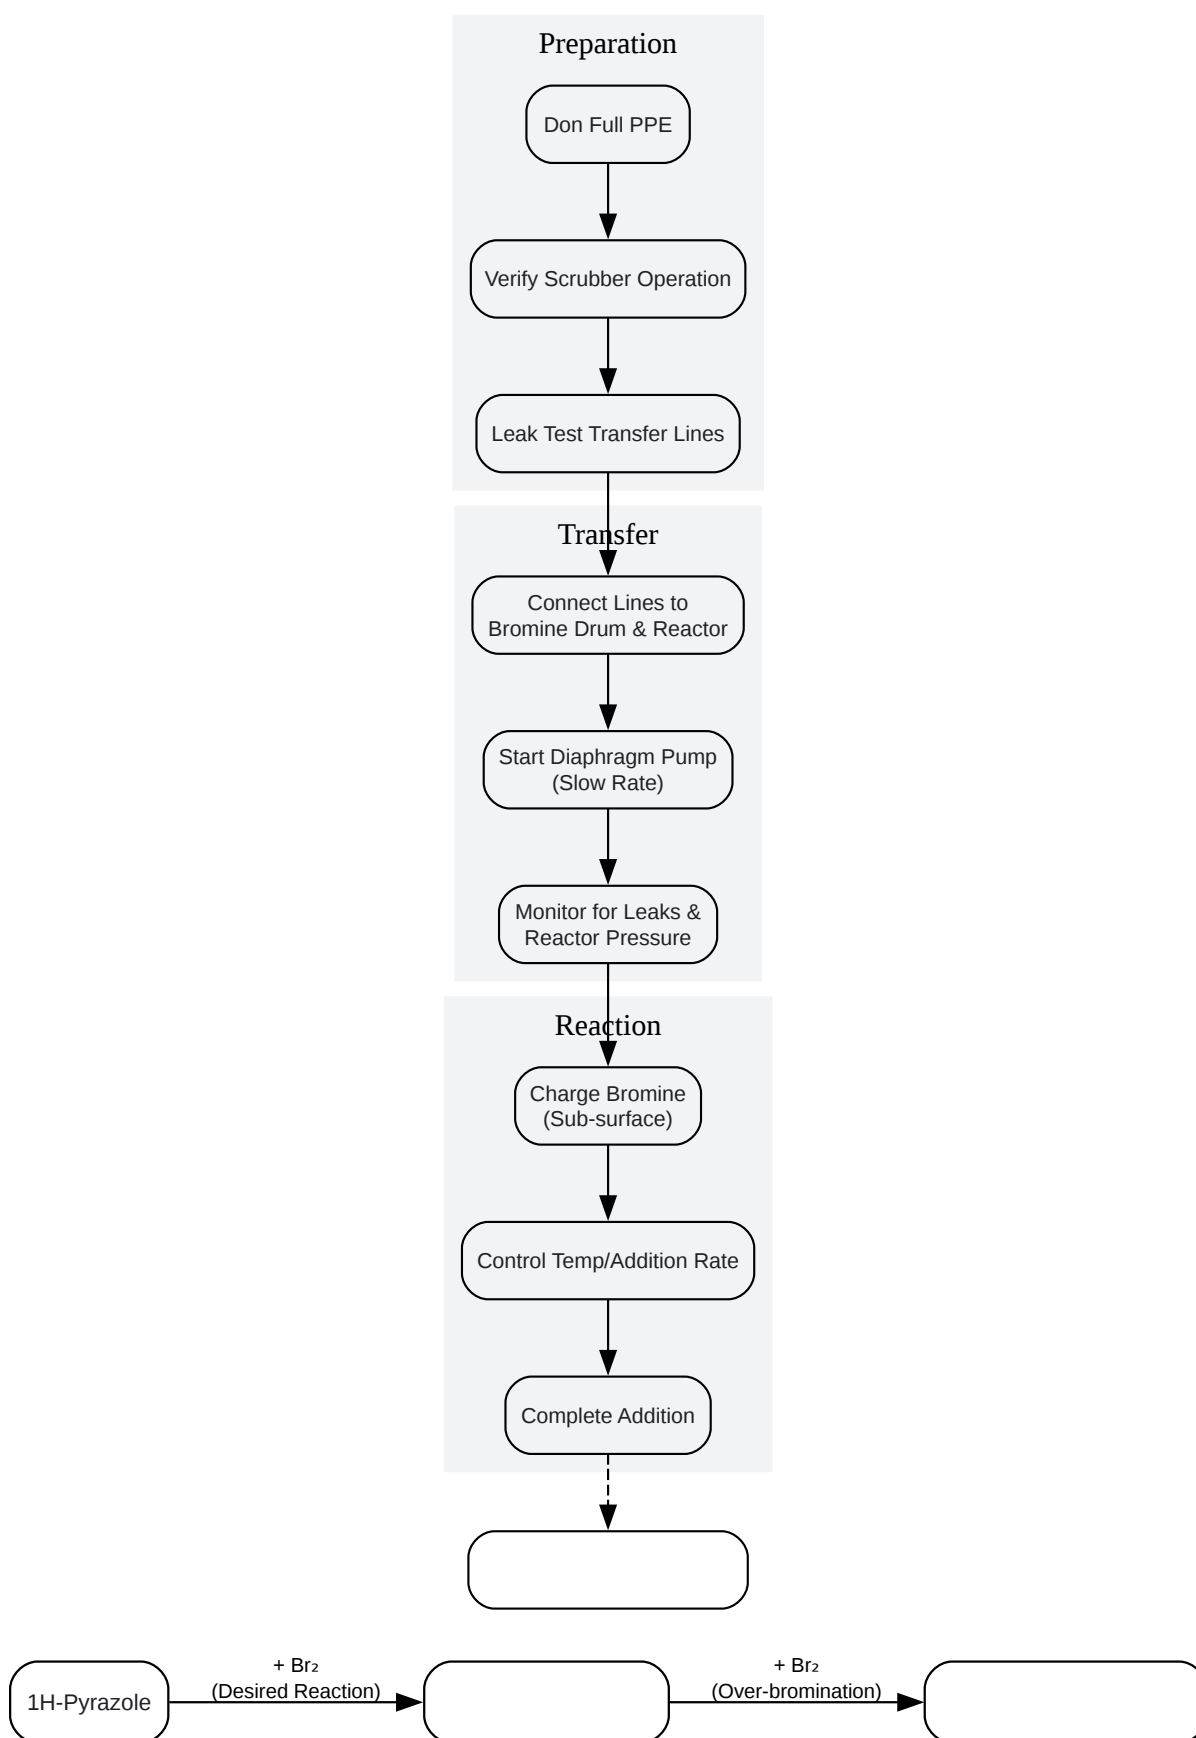 Preparation
Don Full PPE
Verify Scrubber Operation
Leak Test Transfer Lines
Transfer
Connect Lines to
Bromine Drum & Reactor
Start Diaphragm Pump
(Slow Rate)
Monitor for Leaks &
Reactor Pressure
Reaction
Charge Bromine
(Sub-surface)
Control Temp/Addition Rate
Complete Addition
1H-Pyrazole
+ Br₂
(Desired Reaction)
+ Br₂
(Over-bromination)